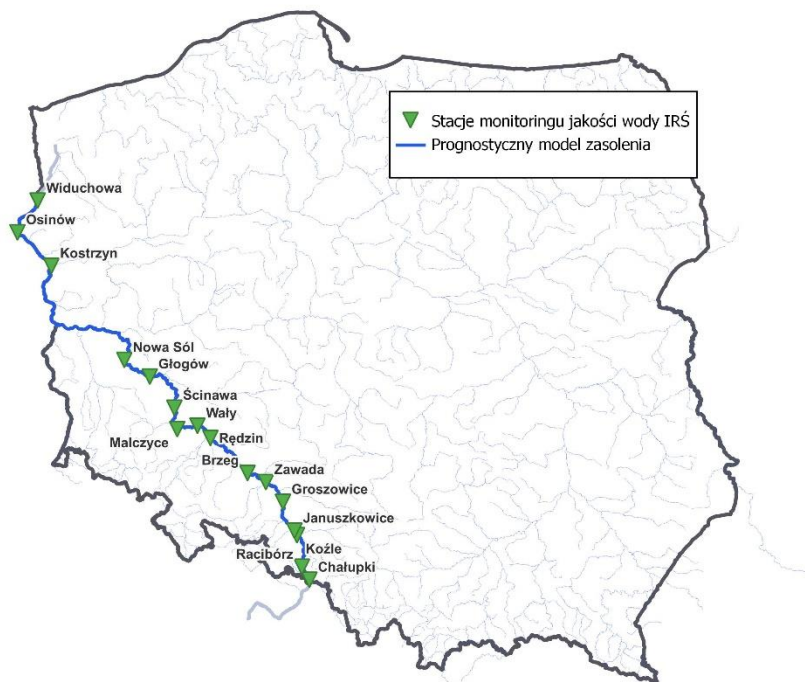 Stacje monitoringu jakości wody IRŚ
Prognostyczny model zasolenia
Widuchowa
Osinów
Kostrzyn
Nowa Sól
Głogów
Ścinawa
Wały
Malczyce
Rędzin
Brzeg
Zawada
Groszowice
Januszkowice
Koźle
Racibórz
Chałupki